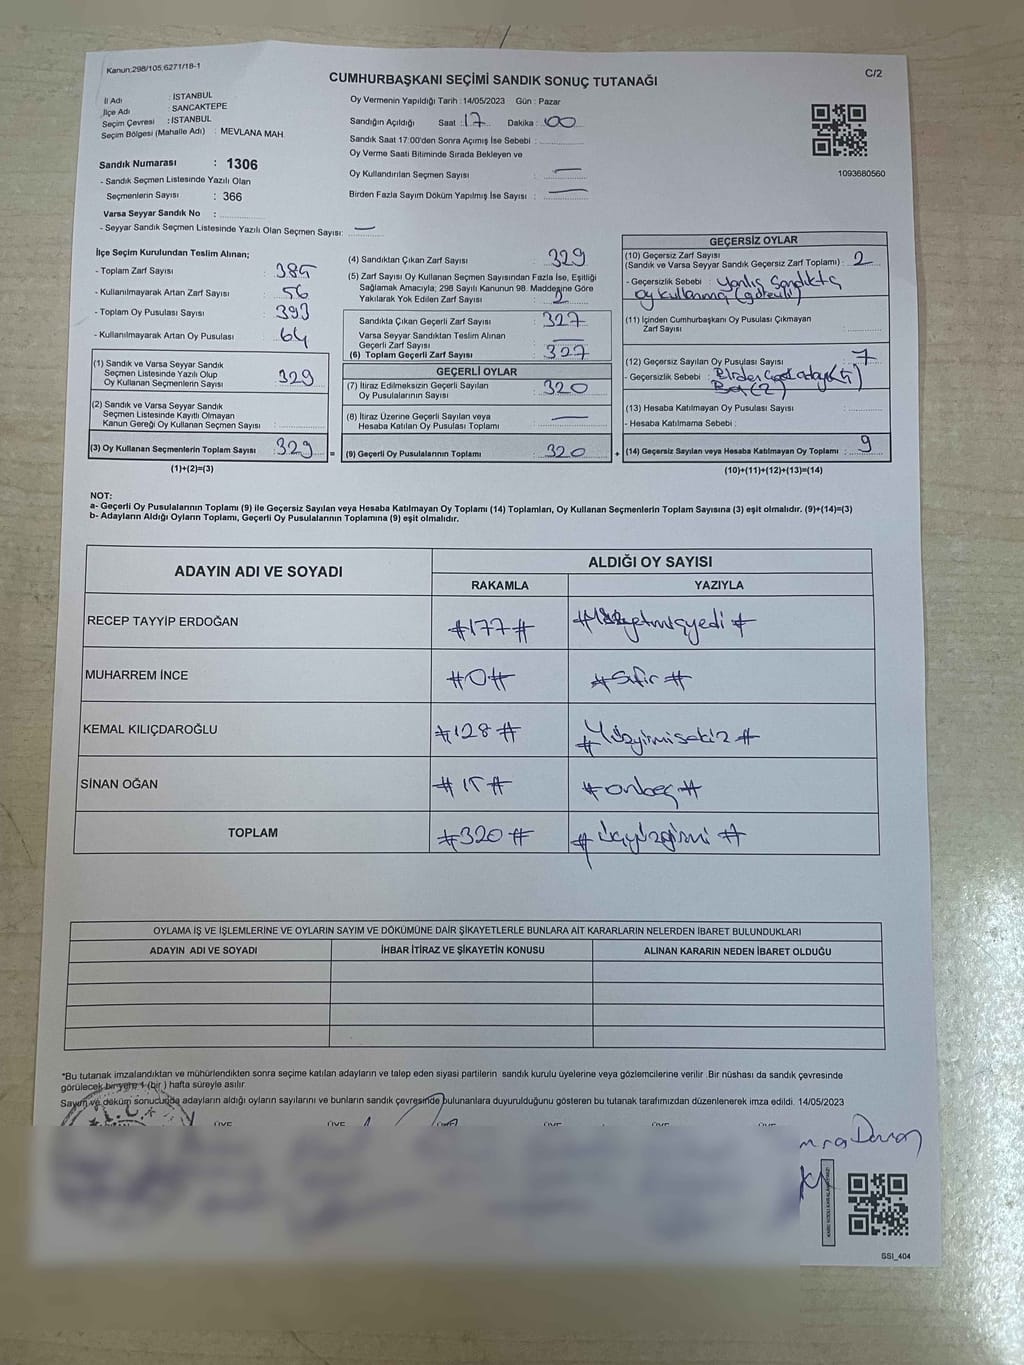 Kanun:298/105;6271/18-1
CUMHURBAŞKANI SEÇİMİ SANDIK SONUÇ TUTANAĞI
C/2
İl Adı : İSTANBUL
İlçe Adı : SANCAKTEPE
Seçim Çevresi : İSTANBUL
Seçim Bölgesi (Mahalle Adı) : MEVLANA MAH.
Sandık Numarası : 1306
- Sandık Seçmen Listesinde Yazılı Olan
Seçmenlerin Sayısı : 366
Varsa Seyyar Sandık No :
- Seyyar Sandık Seçmen Listesinde Yazılı Olan Seçmen Sayısı: —
Oy Vermenin Yapıldığı Tarih : 14/05/2023 Gün : Pazar
Sandığın Açıldığı Saat : 17 Dakika : 00
Sandık Saat 17:00'den Sonra Açımış İse Sebebi :
Oy Verme Saati Bitiminde Sırada Bekleyen ve
Oy Kullandırılan Seçmen Sayısı : —
Birden Fazla Sayım Döküm Yapılmış İse Sayısı : —
1093680560
İlçe Seçim Kurulundan Teslim Alınan;
- Toplam Zarf Sayısı : 385
- Kullanılmayarak Artan Zarf Sayısı : 56
- Toplam Oy Pusulası Sayısı : 393
- Kullanılmayarak Artan Oy Pusulası : 64
(1) Sandık ve Varsa Seyyar Sandık
Seçmen Listesinde Yazılı Olup
Oy Kullanan Seçmenlerin Sayısı : 329
(2) Sandık ve Varsa Seyyar Sandık
Seçmen Listesinde Kayıtlı Olmayan
Kanun Gereği Oy Kullanan Seçmen Sayısı :
(3) Oy Kullanan Seçmenlerin Toplam Sayısı : 329
(1)+(2)=(3)
(4) Sandıktan Çıkan Zarf Sayısı : 329
(5) Zarf Sayısı Oy Kullanan Seçmen Sayısından Fazla İse, Eşitliği
Sağlamak Amacıyla; 298 Sayılı Kanunun 98. Maddesine Göre
Yakılarak Yok Edilen Zarf Sayısı : 2
Sandıkta Çıkan Geçerli Zarf Sayısı : 327
Varsa Seyyar Sandıktan Teslim Alınan
Geçerli Zarf Sayısı : —
(6) Toplam Geçerli Zarf Sayısı : 327
GEÇERLİ OYLAR
(7) İtiraz Edilmeksizin Geçerli Sayılan
Oy Pusulalarının Sayısı : 320
(8) İtiraz Üzerine Geçerli Sayılan veya
Hesaba Katılan Oy Pusulası Toplamı : —
= (9) Geçerli Oy Pusulalarının Toplamı : 320
GEÇERSİZ OYLAR
(10) Geçersiz Zarf Sayısı
(Sandık ve Varsa Seyyar Sandık Geçersiz Zarf Toplamı) : 2
- Geçersizlik Sebebi : Yanlış Sandıkta
oy kullanma (görevli)
(11) İçinden Cumhurbaşkanı Oy Pusulası Çıkmayan
Zarf Sayısı :
(12) Geçersiz Sayılan Oy Pusulası Sayısı : 7
- Geçersizlik Sebebi : Birden (5)
Boş (2)
(13) Hesaba Katılmayan Oy Pusulası Sayısı :
- Hesaba Katılmama Sebebi :
+ (14) Geçersiz Sayılan veya Hesaba Katılmayan Oy Toplamı : 9
(10)+(11)+(12)+(13)=(14)
NOT:
a- Geçerli Oy Pusulalarının Toplamı (9) ile Geçersiz Sayılan veya Hesaba Katılmayan Oy Toplamı (14) Toplamları, Oy Kullanan Seçmenlerin Toplam Sayısına (3) eşit olmalıdır. (9)+(14)=(3)
b- Adayların Aldığı Oyların Toplamı, Geçerli Oy Pusulalarının Toplamına (9) eşit olmalıdır.
ADAYIN ADI VE SOYADI ALDIĞI OY SAYISI
RAKAMLA YAZIYLA
RECEP TAYYİP ERDOĞAN #177# #Yüzyetmişyedi#
MUHARREM İNCE #0# #Sıfır#
KEMAL KILIÇDAROĞLU #128# #Yüzyirmisekiz#
SİNAN OĞAN #15# #onbeş#
TOPLAM #320# #üçyüzyirmi#
OYLAMA İŞ VE İŞLEMLERİNE VE OYLARIN SAYIM VE DÖKÜMÜNE DAİR ŞİKAYETLERLE BUNLARA AİT KARARLARIN NELERDEN İBARET BULUNDUKLARI
ADAYIN ADI VE SOYADI İHBAR İTİRAZ VE ŞİKAYETİN KONUSU ALINAN KARARIN NEDEN İBARET OLDUĞU
*Bu tutanak imzalandıktan ve mühürlendikten sonra seçime katılan adayların ve talep eden siyasi partilerin sandık kurulu üyelerine veya gözlemcilerine verilir .Bir nüshası da sandık çevresinde
görülecek bir yere 1 (bir ) hafta süreyle asılır.
Sayım ve döküm sonucunda adayların aldığı oyların sayılarını ve bunların sandık çevresinde bulunanlara duyurulduğunu gösteren bu tutanak tarafımızdan düzenlenerek imza edildi. 14/05/2023
T.C.
ÜYE ÜYE ÜYE ÜYE ÜYE ÜYE
GSI_404